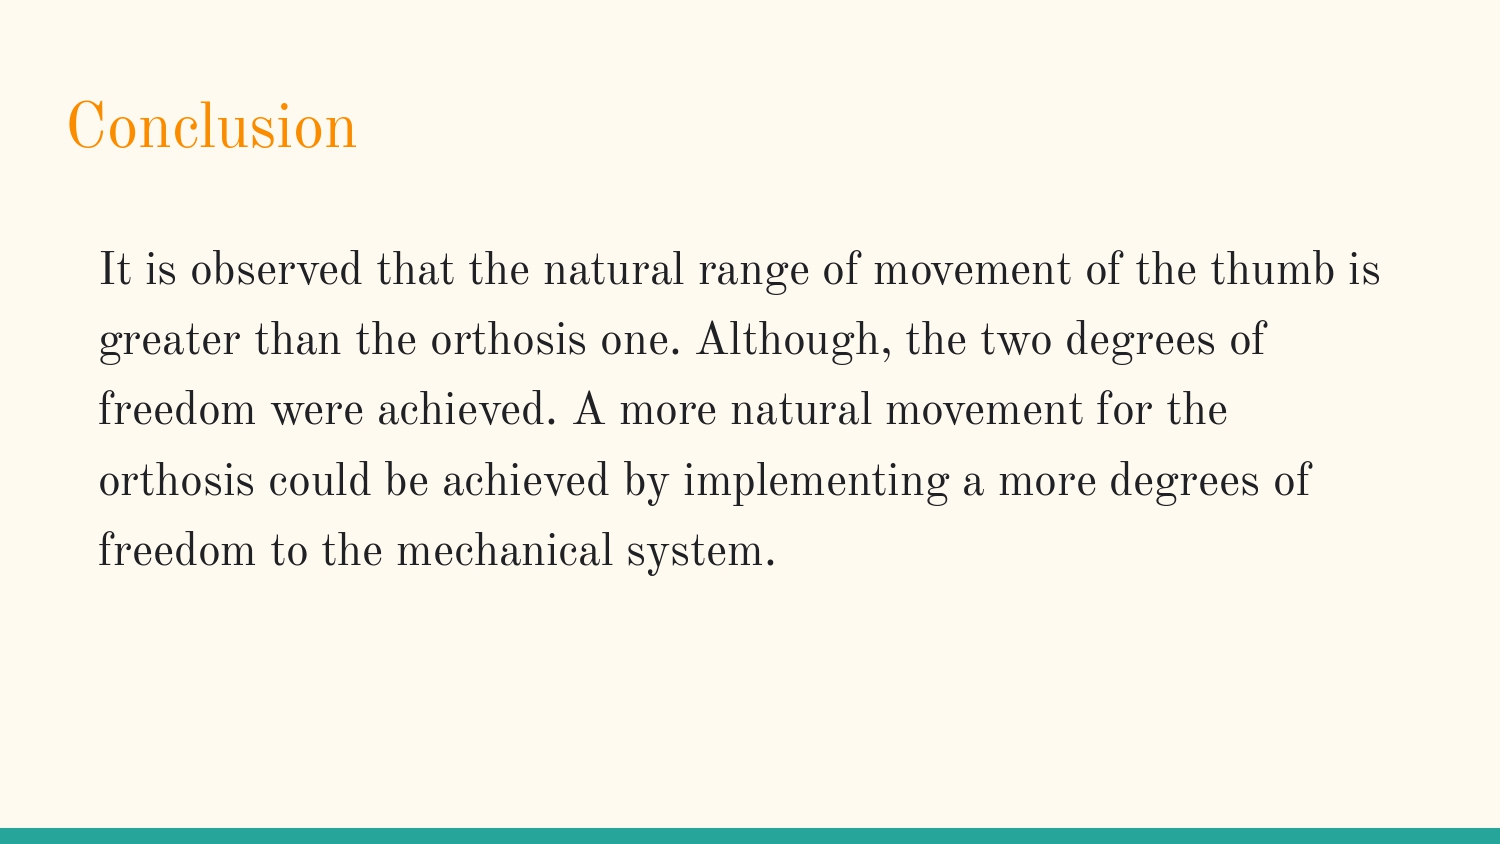 Conclusion
It is observed that the natural range of movement of the thumb is
greater than the orthosis one. Although, the two degrees of
freedom were achieved. A more natural movement for the
orthosis could be achieved by implementing a more degrees of
freedom to the mechanical system.